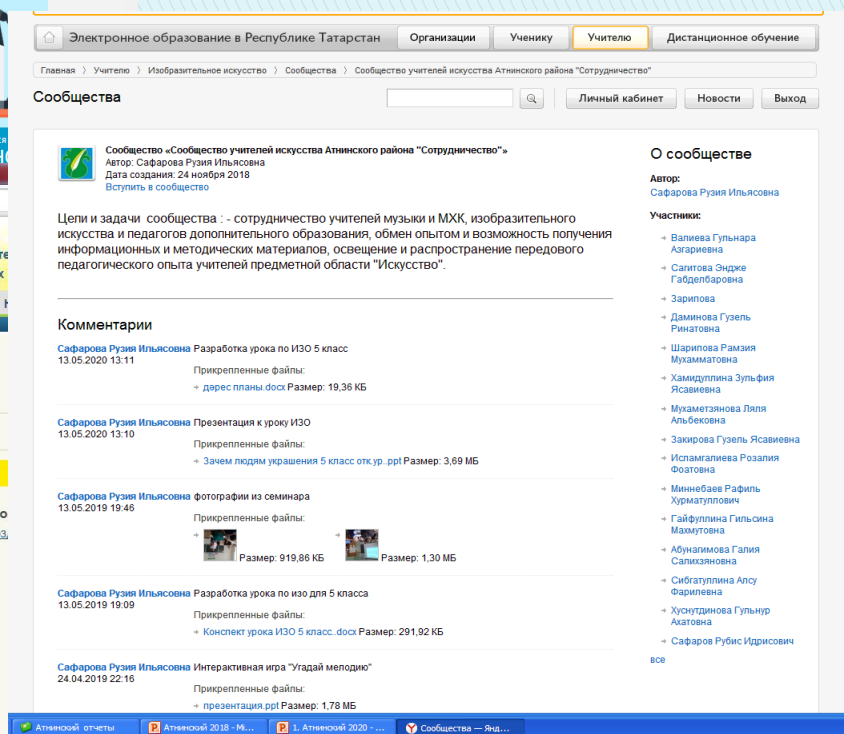 Электронное образование в Республике Татарстан
Организации
Ученику
Учителю
Дистанционное обучение
Главная > Учителю > Изобразительное искусство > Сообщества > Сообщество учителей искусства Атнинского района "Сотрудничество"
Сообщества
Личный кабинет
Новости
Выход
Сообщество «Сообщество учителей искусства Атнинского района "Сотрудничество"»
Автор: Сафарова Рузия Ильясовна
Дата создания: 24 ноября 2018
Вступить в сообщество
Цели и задачи сообщества : - сотрудничество учителей музыки и МХК, изобразительного
искусства и педагогов дополнительного образования, обмен опытом и возможность получения
информационных и методических материалов, освещение и распространение передового
педагогического опыта учителей предметной области "Искусство".
Комментарии
Сафарова Рузия Ильясовна Разработка урока по ИЗО 5 класс
13.05.2020 13:11
Прикрепленные файлы:
дәрес планы.docx Размер: 19,36 КБ
Сафарова Рузия Ильясовна Презентация к уроку ИЗО
13.05.2020 13:10
Прикрепленные файлы:
Зачем людям украшения 5 класс отк.ур..ppt Размер: 3,69 МБ
Сафарова Рузия Ильясовна фотографии из семинара
13.05.2019 19:46
Прикрепленные файлы:
Размер: 919,86 КБ
Размер: 1,30 МБ
Сафарова Рузия Ильясовна Разработка урока по изо для 5 класса
13.05.2019 19:09
Прикрепленные файлы:
Конспект урока ИЗО 5 класс..docx Размер: 291,92 КБ
Сафарова Рузия Ильясовна Интерактивная игра "Угадай мелодию"
24.04.2019 22:16
Прикрепленные файлы:
презентация.ppt Размер: 1,78 МБ
О сообществе
Автор:
Сафарова Рузия Ильясовна
Участники:
Валиева Гульнара
Азгариевна
Сагитова Эндже
Габделбаровна
Зарипова
Даминова Гузель
Ринатовна
Шарипова Рамзия
Мухамматовна
Хамидуллина Зульфия
Ясавиевна
Мухаметзянова Ляля
Альбековна
Закирова Гузель Ясавиевна
Исламгалиева Розалия
Фоатовна
Миннебаев Рафиль
Хурматуллович
Гайфуллина Гильсина
Махмутовна
Абунагимова Галия
Салихзяновна
Сибгатуллина Алсу
Фарилевна
Хуснутдинова Гульнур
Ахатовна
Сафаров Рубис Идрисович
все
Атнинский отчеты
Атнинский 2018 - Mi...
1. Атнинский 2020 - ...
Сообщества — Янд...